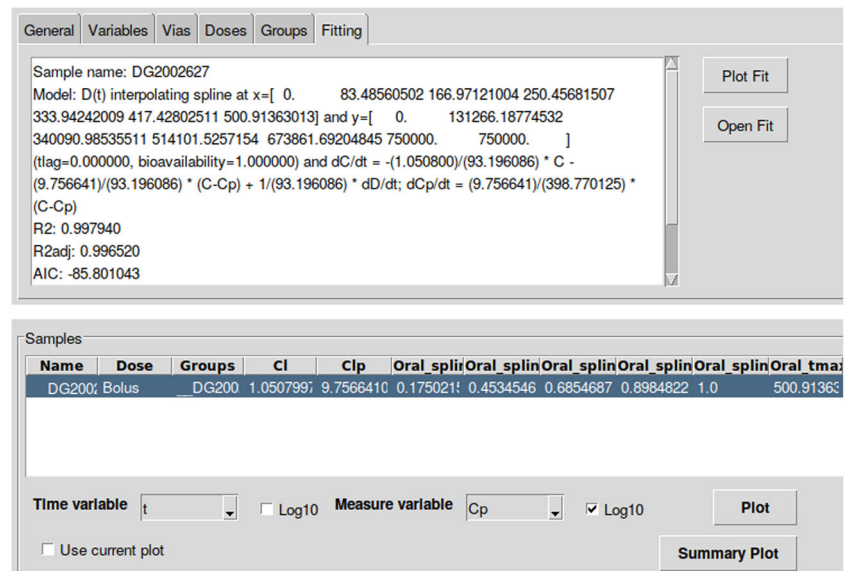 General Variables Vias Doses Groups Fitting
Sample name: DG2002627
Model: D(t) interpolating spline at x=[ 0. 83.48560502 166.97121004 250.45681507
333.94242009 417.42802511 500.91363013] and y=[ 0. 131266.18774532
340090.98535511 514101.5257154 673861.69204845 750000. 750000. ]
(tlag=0.000000, bioavailability=1.000000) and dC/dt = -(1.050800)/(93.196086) * C -
(9.756641)/(93.196086) * (C-Cp) + 1/(93.196086) * dD/dt; dCp/dt = (9.756641)/(398.770125) *
(C-Cp)
R2: 0.997940
R2adj: 0.996520
AIC: -85.801043
Plot Fit
Open Fit
Samples
Name Dose Groups Cl Clp Oral_splin Oral_splin Oral_splin Oral_splin Oral_splin Oral_tmax
DG2002 Bolus __DG200 1.0507997 9.7566410 0.1750215 0.4534546 0.6854687 0.8984822 1.0 500.91363
Time variable t Log10 Measure variable Cp Log10 Plot
Use current plot Summary Plot